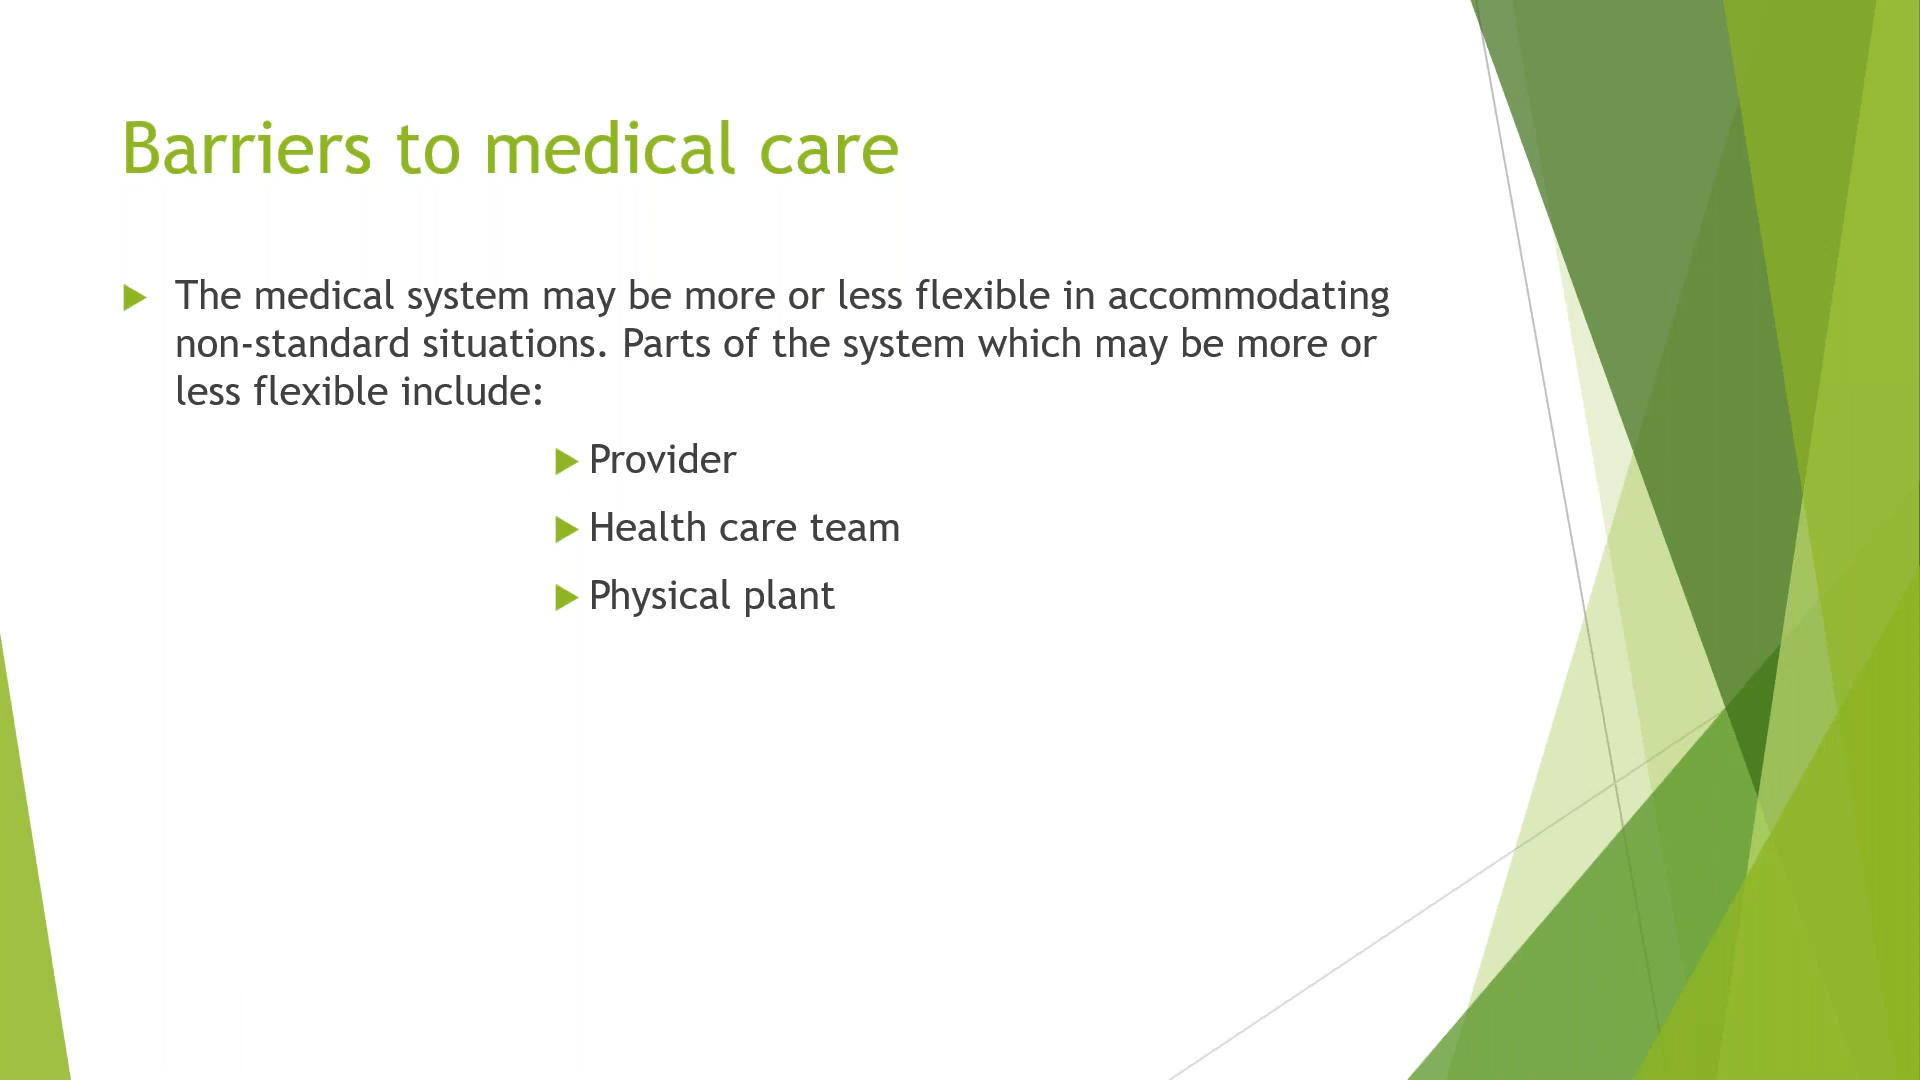 Barriers to medical care
The medical system may be more or less flexible in accommodating
non-standard situations. Parts of the system which may be more or
less flexible include:
Provider
Health care team
Physical plant